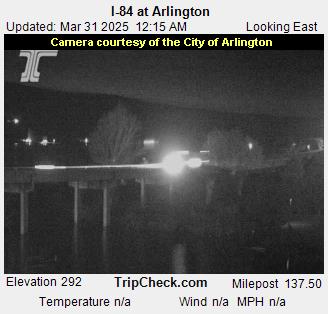 I-84 at Arlington
Updated: Mar 31 2025 12:15 AM Looking East
Camera courtesy of the City of Arlington
Elevation 292 TripCheck.com Milepost 137.50
Temperature n/a Wind n/a MPH n/a